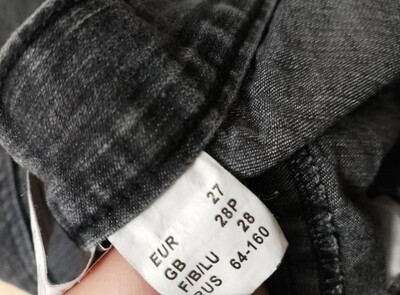 EUR 27
GB 28P
F/B/LU 28
RUS 64-160